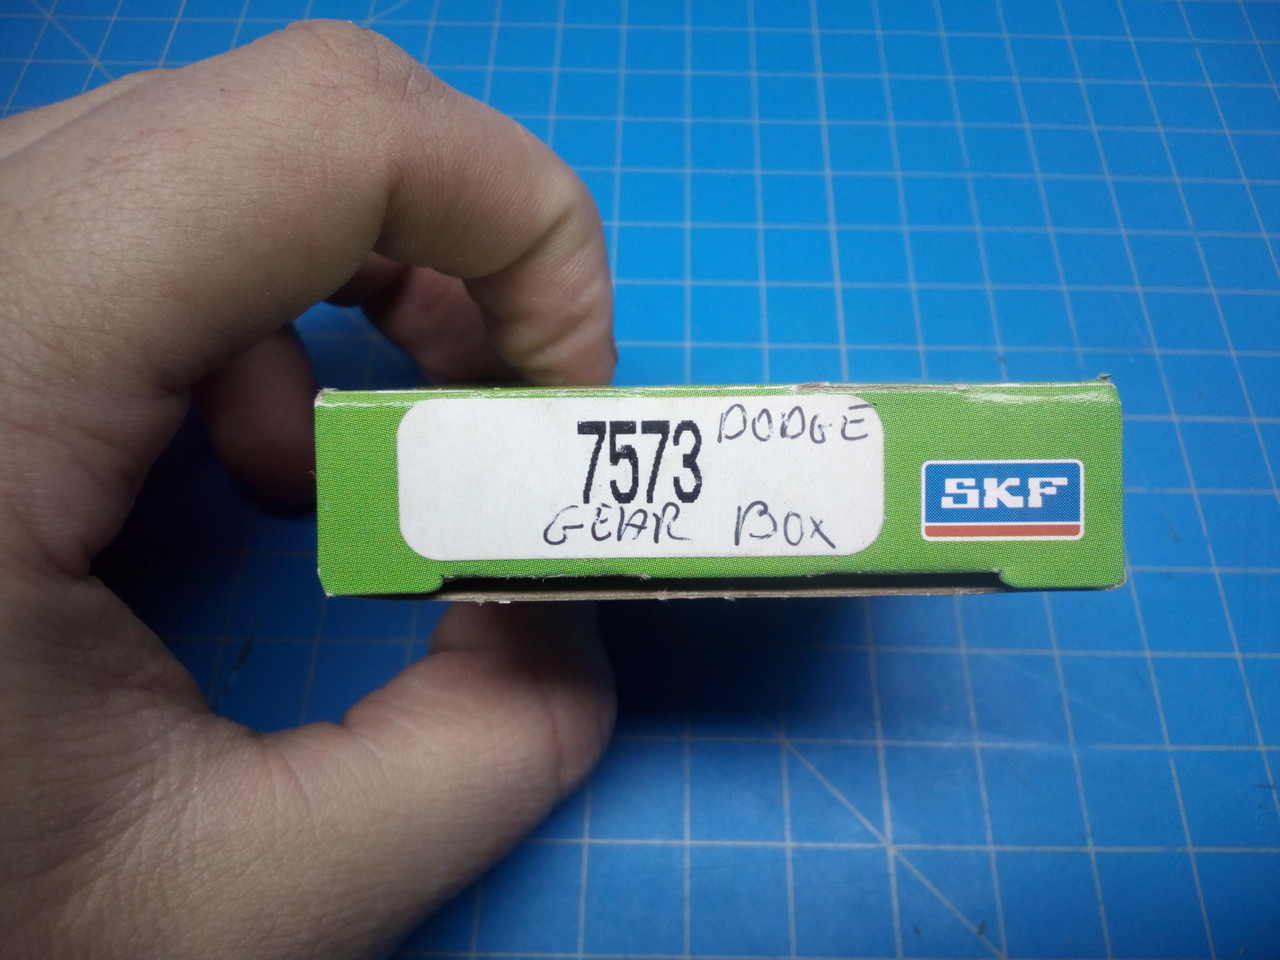 7573 DODGE
GEAR BOX
SKF